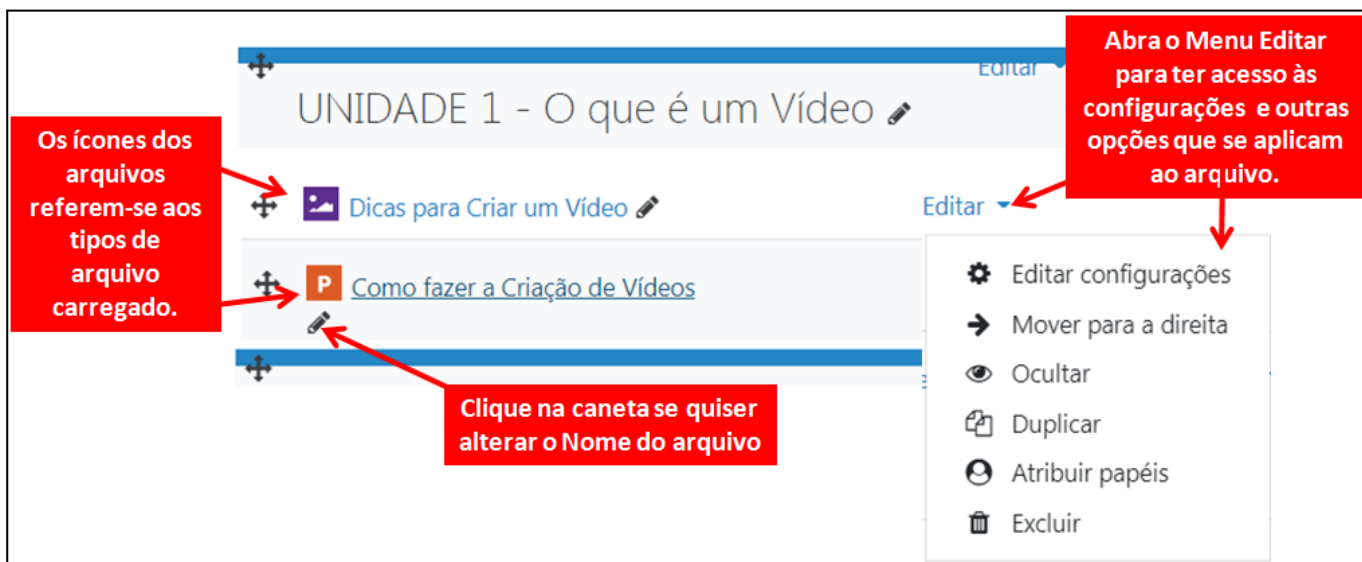 Abra o Menu Editar
para ter acesso às
configurações e outras
opções que se aplicam
ao arquivo.
Editar
UNIDADE 1 - O que é um Vídeo
Os ícones dos
arquivos
referem-se aos
tipos de
arquivo
carregado.
Dicas para Criar um Vídeo
Editar
P
Como fazer a Criação de Vídeos
Editar configurações
Mover para a direita
Ocultar
Duplicar
Atribuir papéis
Excluir
Clique na caneta se quiser
alterar o Nome do arquivo